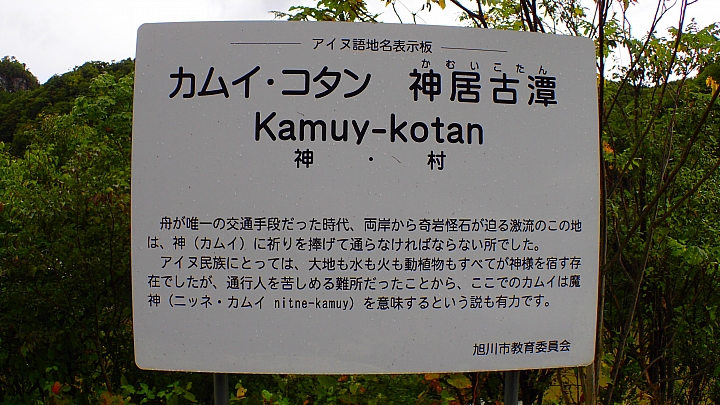 アイヌ語地名表示板
かむいこたん
カムイ・コタン 神居古潭
Kamuy-kotan
神 ・ 村
舟が唯一の交通手段だった時代、両岸から奇岩怪石が迫る激流のこの地
は、神（カムイ）に祈りを捧げて通らなければならない所でした。
アイヌ民族にとっては、大地も水も火も動植物もすべてが神様を宿す存
在でしたが、通行人を苦しめる難所だったことから、ここでのカムイは魔
神（ニッネ・カムイ nitne-kamuy）を意味するという説も有力です。
旭川市教育委員会